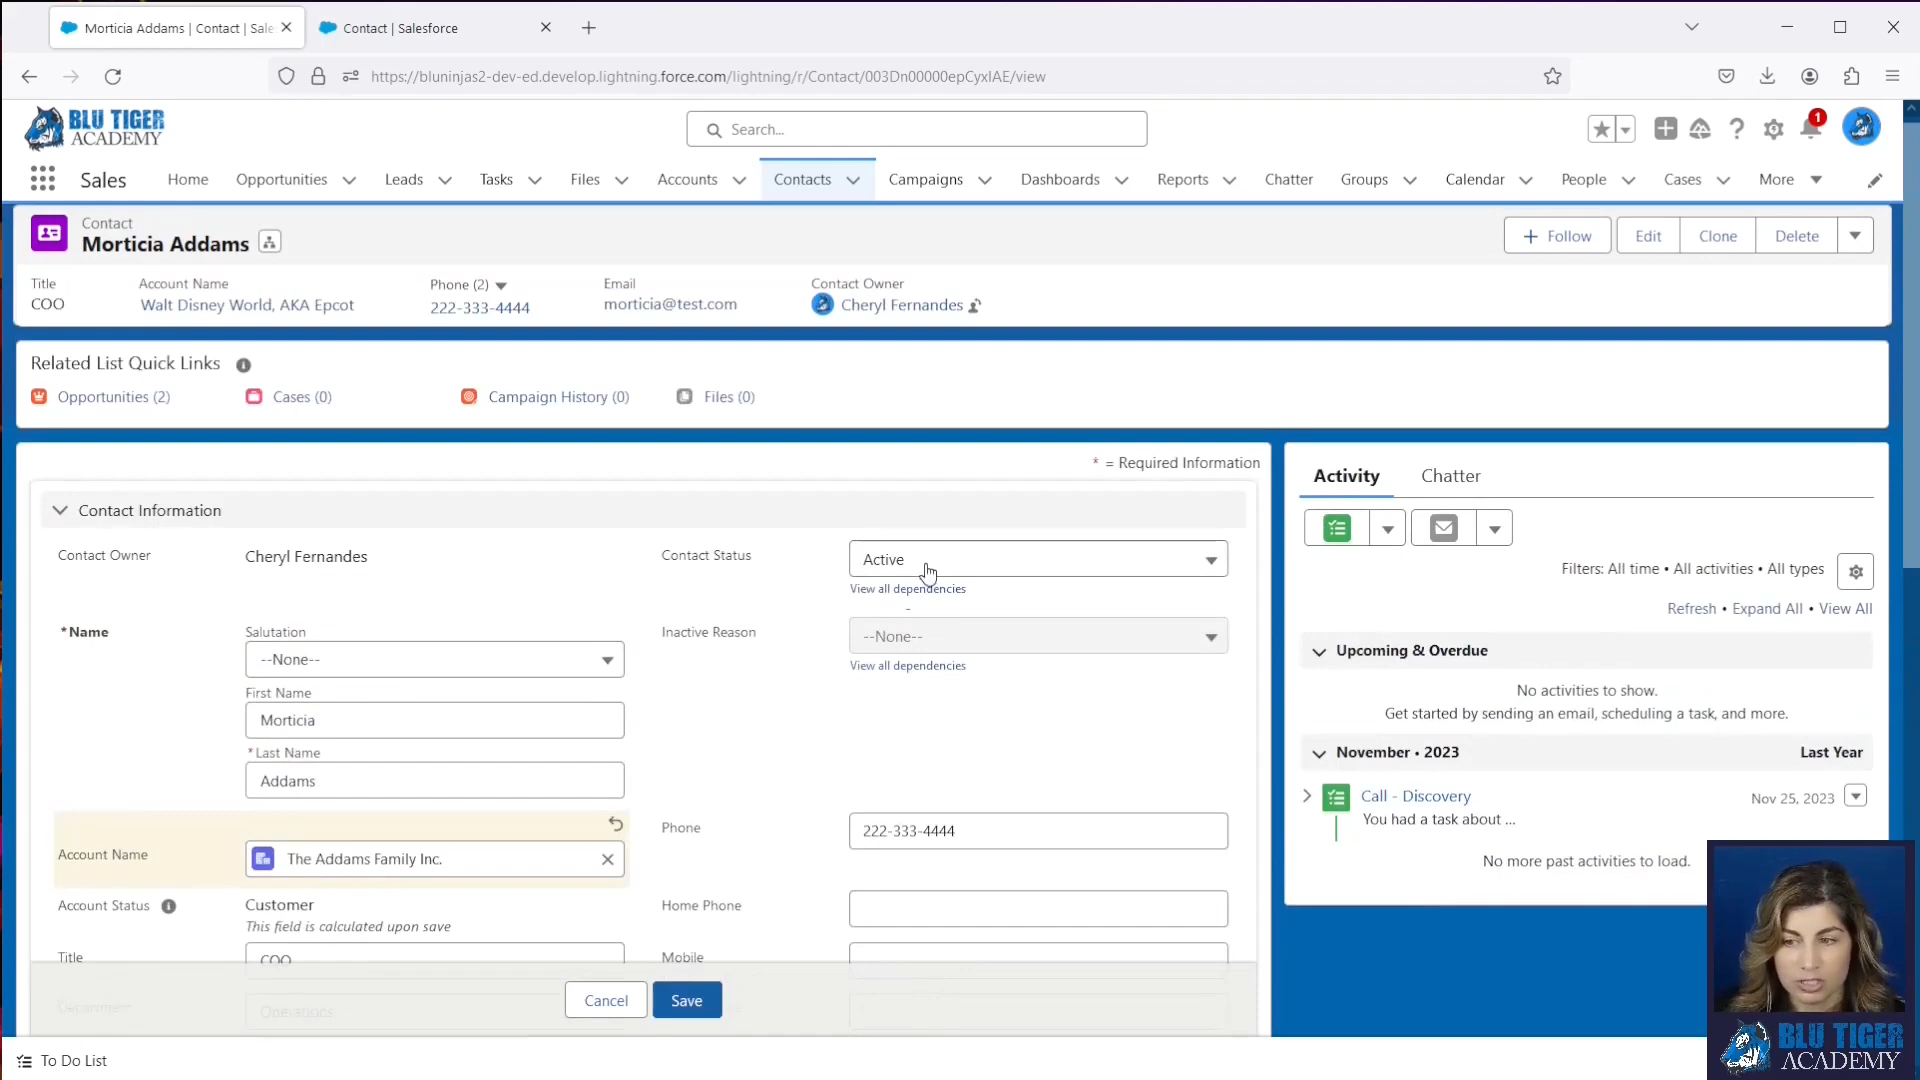 Morticia Addams | Contact | Sale
Contact | Salesforce
https://bluninjas2-dev-ed.develop.lightning.force.com/lightning/r/Contact/003Dn00000epCyxIAE/view
BLU TIGER
ACADEMY
Search...
1
Sales
Home
Opportunities
Leads
Tasks
Files
Accounts
Contacts
Campaigns
Dashboards
Reports
Chatter
Groups
Calendar
People
Cases
More
Contact
Morticia Addams
Follow
Edit
Clone
Delete
Title
COO
Account Name
Walt Disney World, AKA Epcot
Phone (2)
222-333-4444
Email
morticia@test.com
Contact Owner
Cheryl Fernandes
Related List Quick Links
Opportunities (2)
Cases (0)
Campaign History (0)
Files (0)
* = Required Information
Contact Information
Contact Owner
Cheryl Fernandes
Contact Status
Active
View all dependencies
*Name
Salutation
--None--
Inactive Reason
--None--
View all dependencies
First Name
Morticia
*Last Name
Addams
Account Name
The Addams Family Inc.
Phone
222-333-4444
Account Status
Customer
This field is calculated upon save
Home Phone
Title
COO
Mobile
Department
Operations
Cancel
Save
Activity
Chatter
Filters: All time • All activities • All types
Refresh • Expand All • View All
Upcoming & Overdue
No activities to show.
Get started by sending an email, scheduling a task, and more.
November • 2023
Last Year
Call - Discovery
Nov 25, 2023
You had a task about ...
No more past activities to load.
To Do List
BLU TIGER
ACADEMY